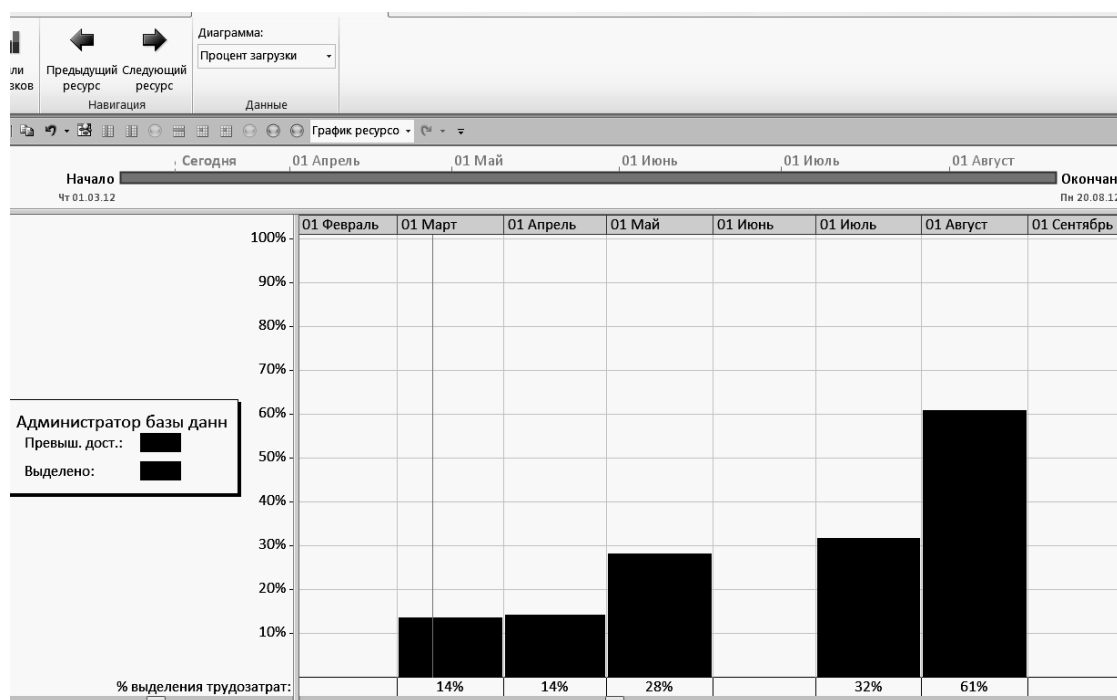 Диаграмма:
Процент загрузки
Предыдущий ресурс
Следующий ресурс
Навигация
Данные
График ресурсо
Сегодня 01 Апрель 01 Май 01 Июнь 01 Июль 01 Август
Начало
Чт 01.03.12
Окончан
Пн 20.08.12
01 Февраль 01 Март 01 Апрель 01 Май 01 Июнь 01 Июль 01 Август 01 Сентябрь
100%
90%
80%
70%
60%
50%
40%
30%
20%
10%
Администратор базы данн
Превыш. дост.:
Выделено:
% выделения трудозатрат: 14% 14% 28% 32% 61%